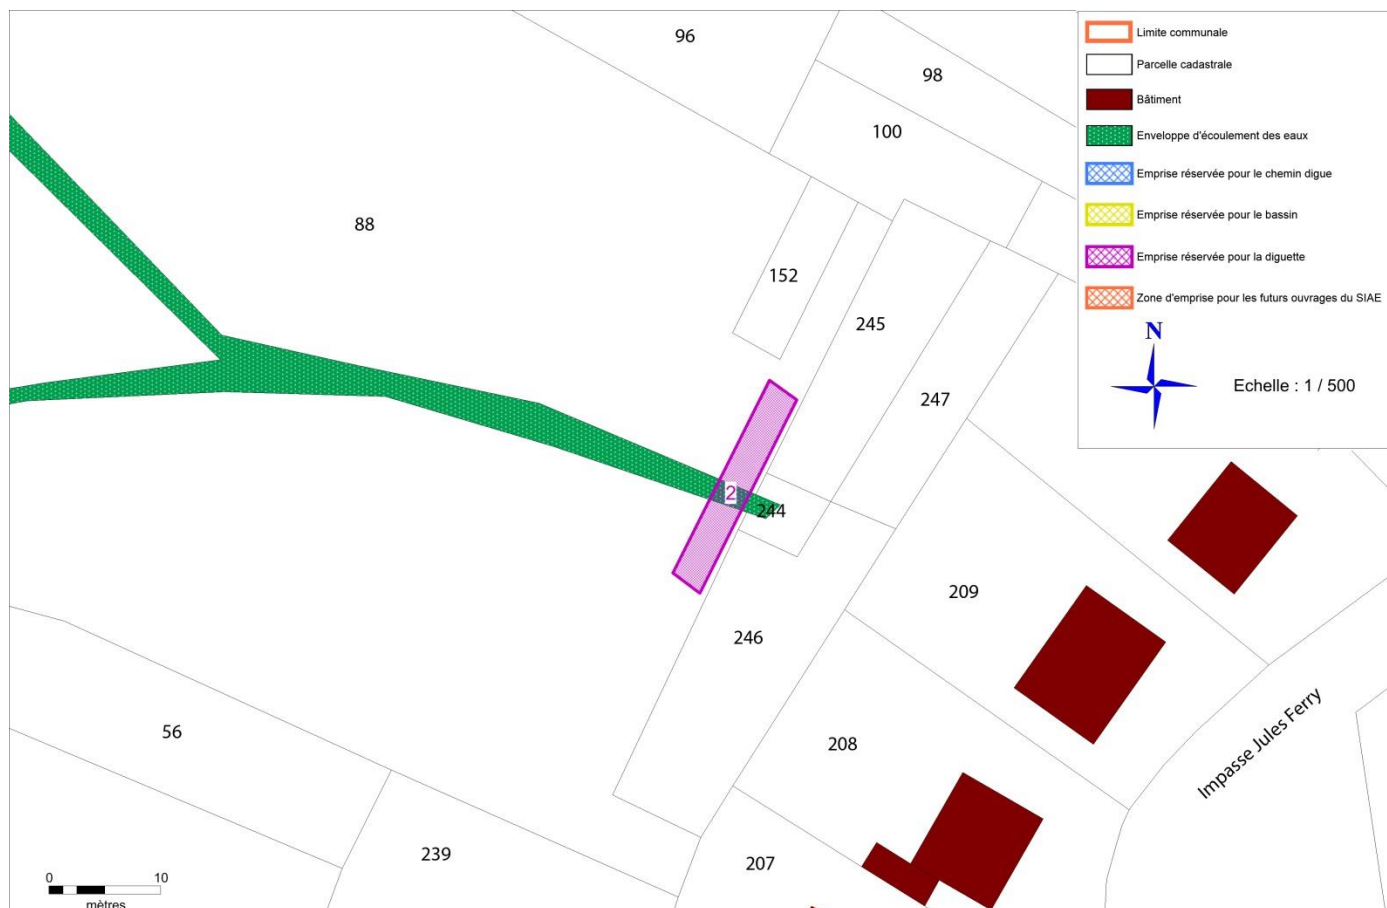 96
98
100
88
152
245
247
2
244
209
246
56
208
Impasse Jules Ferry
239
207
0 10
mètres
Limite communale
Parcelle cadastrale
Bâtiment
Enveloppe d'écoulement des eaux
Emprise réservée pour le chemin digue
Emprise réservée pour le bassin
Emprise réservée pour la diguette
Zone d'emprise pour les futurs ouvrages du SIAE
N
Echelle : 1 / 500